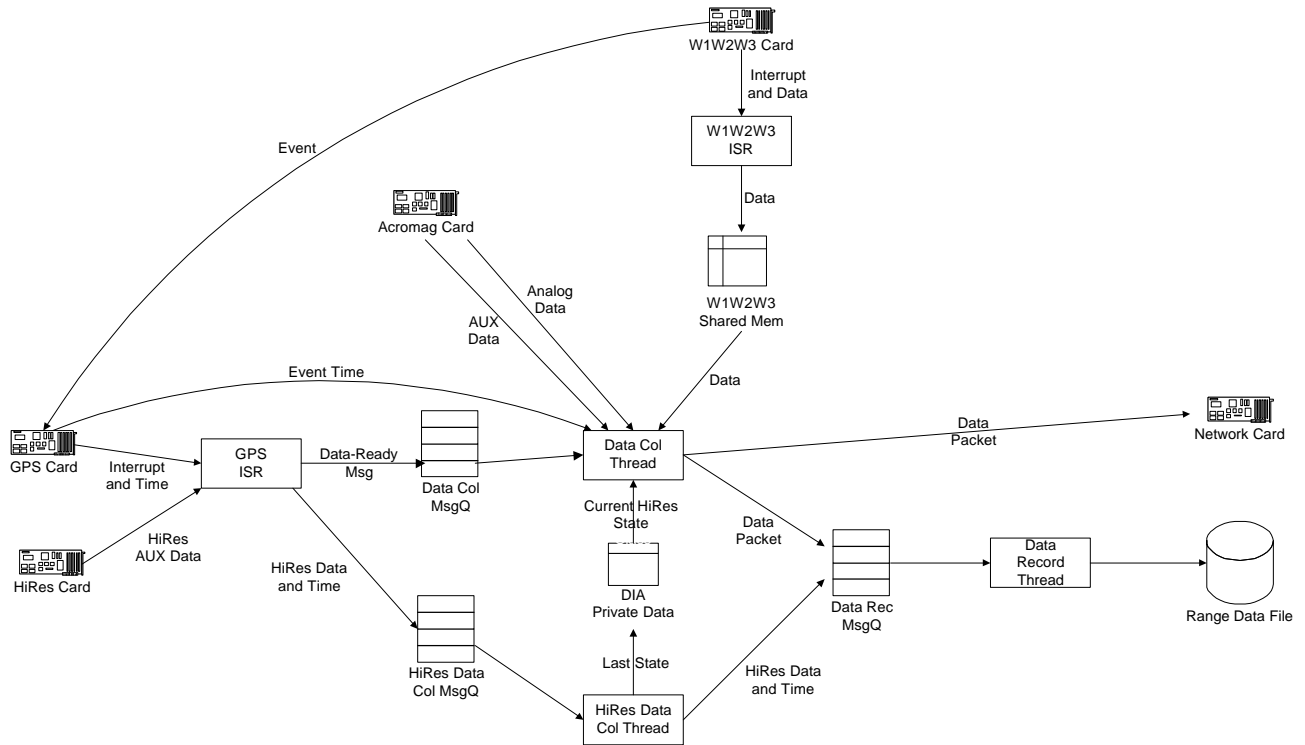 W1W2W3 Card
Interrupt
and Data
W1W2W3
ISR
Event
Data
Acromag Card
Analog
Data
W1W2W3
Shared Mem
AUX
Data
Event Time
Data
Data
Packet
Network Card
GPS Card
Interrupt
and Time
GPS
ISR
Data-Ready
Msg
Data Col
MsgQ
Data Col
Thread
Current HiRes
State
Data
Packet
HiRes
AUX Data
HiRes Card
HiRes Data
and Time
DIA
Private Data
Data Rec
MsgQ
Data
Record
Thread
Range Data File
HiRes Data
Col MsgQ
Last State
HiRes Data
and Time
HiRes Data
Col Thread